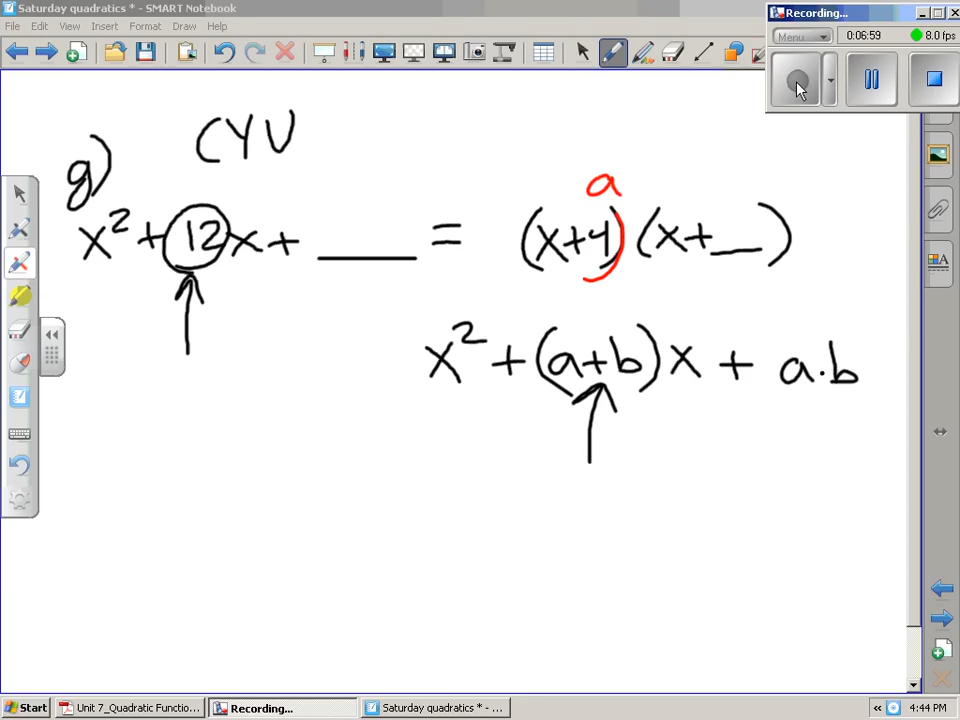 Saturday quadratics * - SMART Notebook
File Edit View Insert Format Draw Help
Recording...
Menu
0:06:59
8.0 fps
g)
(YU
a
x² + 12x + ____ = (x+4)(x+__)
x² + (a+b)x + a·b
Start
Unit 7_Quadratic Functio...
Recording...
Saturday quadratics * - ...
4:44 PM